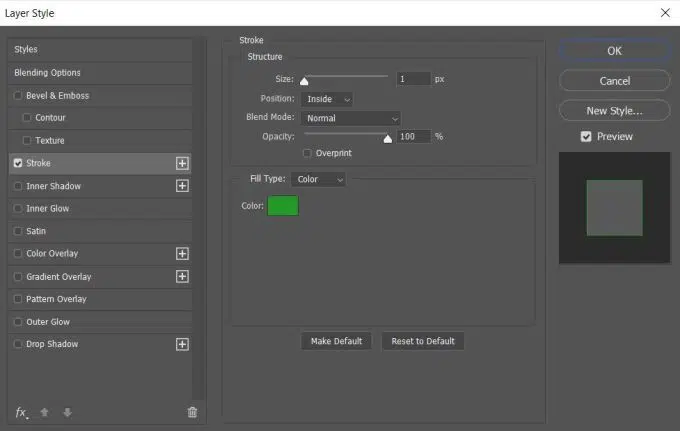 Layer Style
Styles
Blending Options
Bevel & Emboss
Contour
Texture
Stroke
Inner Shadow
Inner Glow
Satin
Color Overlay
Gradient Overlay
Pattern Overlay
Outer Glow
Drop Shadow
fx
Stroke
Structure
Size: 1 px
Position: Inside
Blend Mode: Normal
Opacity: 100 %
Overprint
Fill Type: Color
Color:
Make Default Reset to Default
OK
Cancel
New Style...
Preview